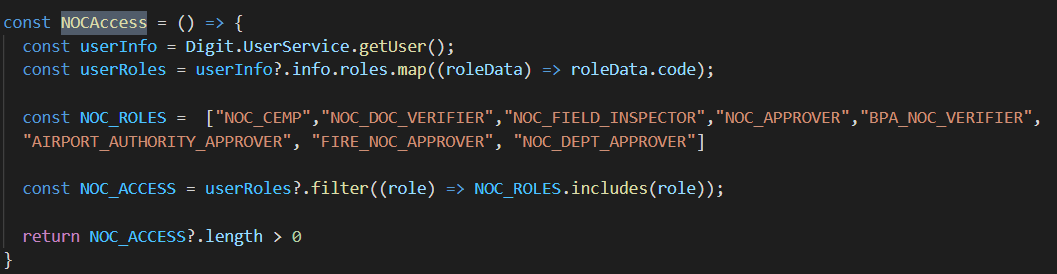 const NOCAccess = () => {
  const userInfo = Digit.UserService.getUser();
  const userRoles = userInfo?.info.roles.map((roleData) => roleData.code);
  const NOC_ROLES =  ["NOC_CEMP","NOC_DOC_VERIFIER","NOC_FIELD_INSPECTOR","NOC_APPROVER","BPA_NOC_VERIFIER",
  "AIRPORT_AUTHORITY_APPROVER", "FIRE_NOC_APPROVER", "NOC_DEPT_APPROVER"]
  const NOC_ACCESS = userRoles?.filter((role) => NOC_ROLES.includes(role));
  return NOC_ACCESS?.length > 0
}